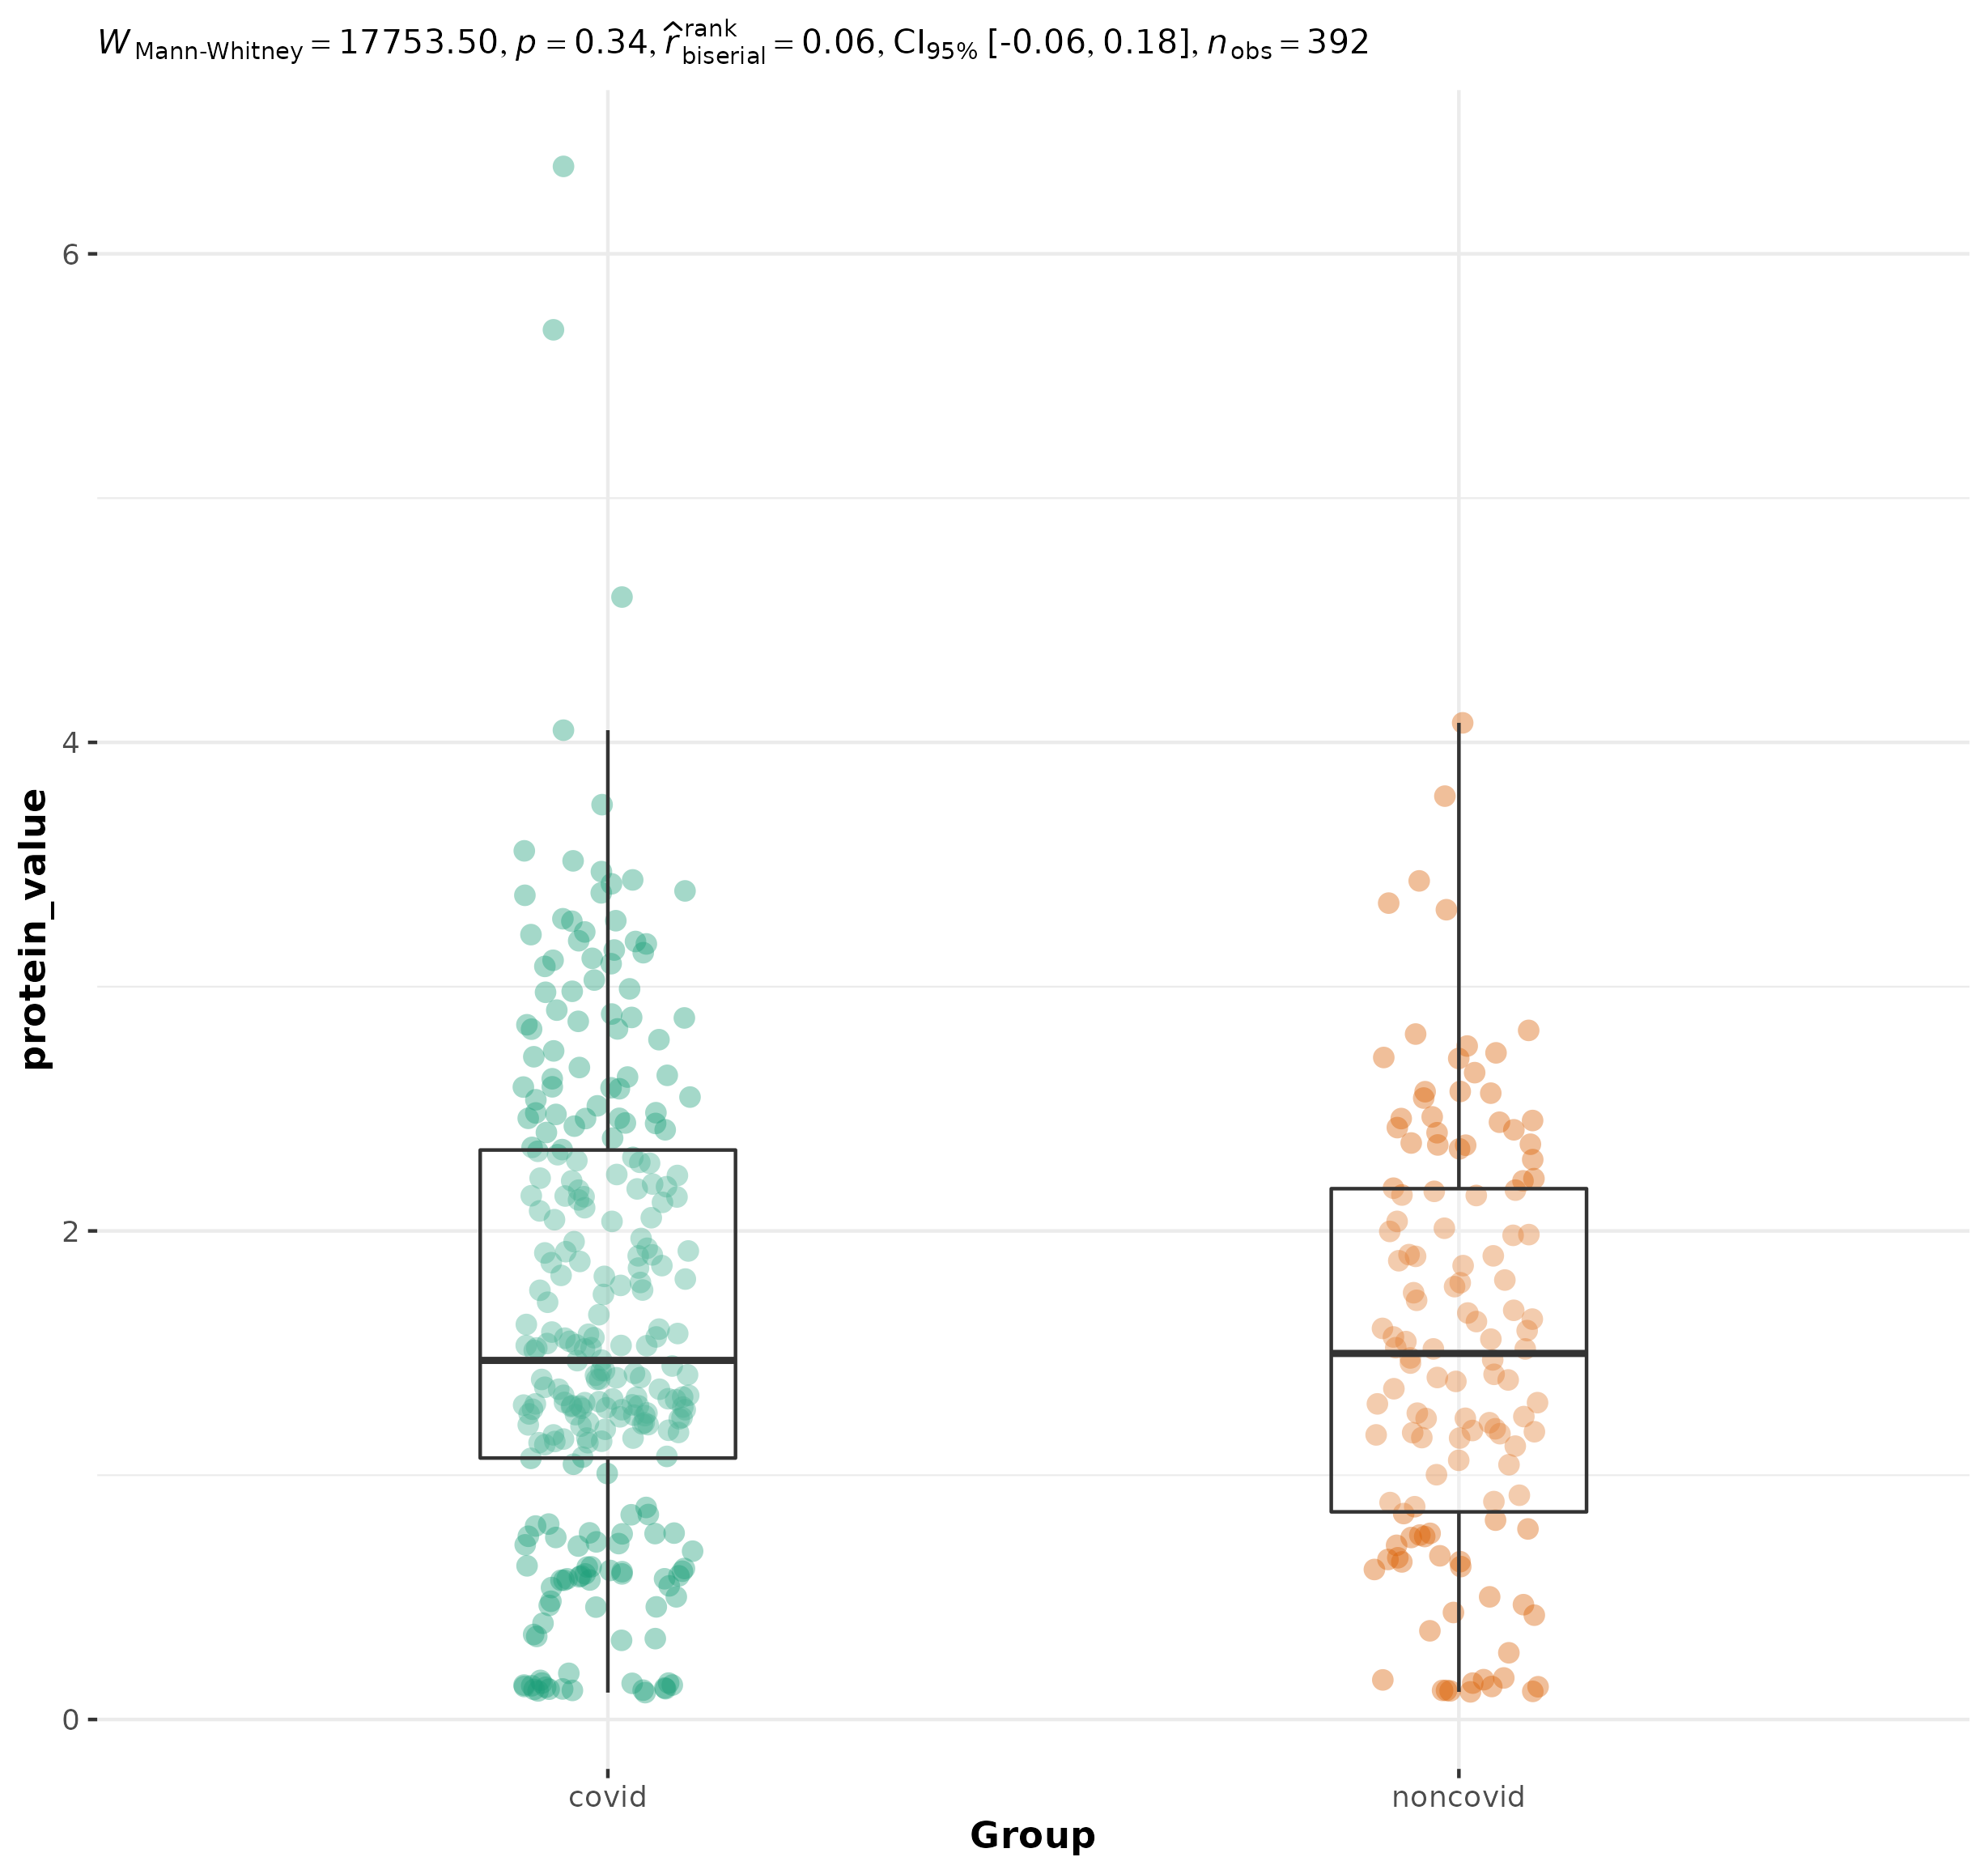 W Mann-Whitney = 17753.50, p = 0.34, r̂ rank biserial = 0.06, CI95% [-0.06, 0.18], n obs = 392
6
4
2
0
protein_value
covid noncovid
Group